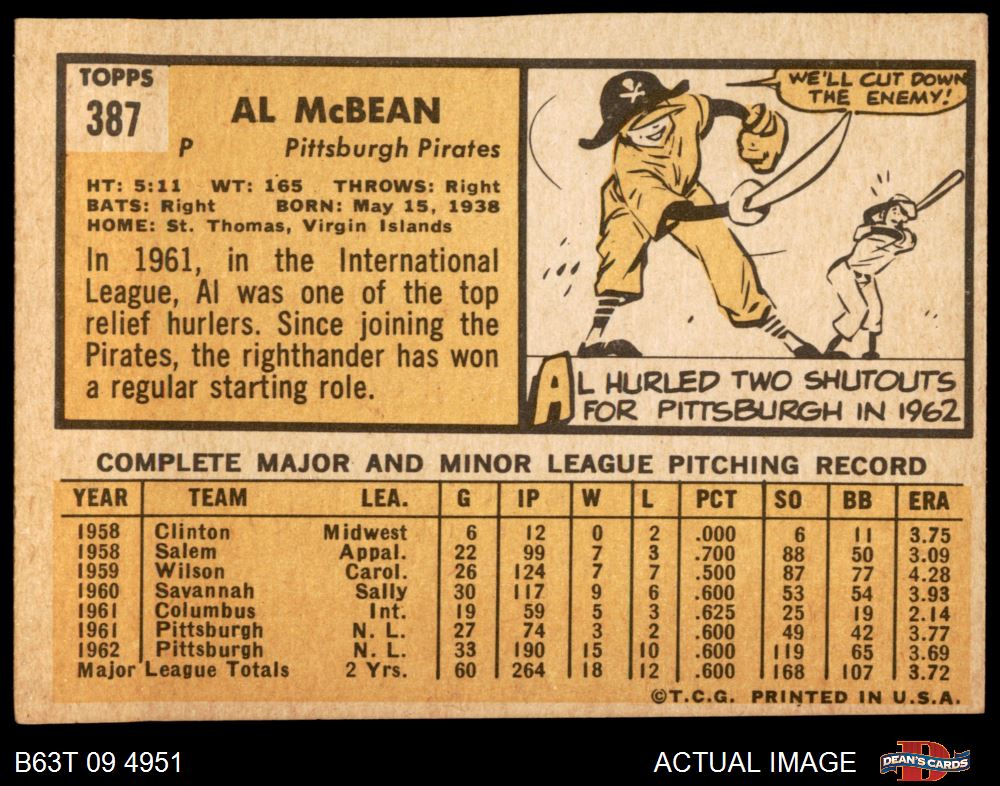 TOPPS
387
AL McBEAN
P Pittsburgh Pirates
HT: 5:11 WT: 165 THROWS: Right
BATS: Right BORN: May 15, 1938
HOME: St. Thomas, Virgin Islands
In 1961, in the International
League, Al was one of the top
relief hurlers. Since joining the
Pirates, the righthander has won
a regular starting role.
WE'LL CUT DOWN
THE ENEMY!
AL HURLED TWO SHUTOUTS
FOR PITTSBURGH IN 1962
COMPLETE MAJOR AND MINOR LEAGUE PITCHING RECORD
YEAR TEAM LEA. G IP W L PCT SO BB ERA
1958 Clinton Midwest 6 12 0 2 .000 6 11 3.75
1958 Salem Appal. 22 99 7 3 .700 88 50 3.09
1959 Wilson Carol. 26 124 7 7 .500 87 77 4.28
1960 Savannah Sally 30 117 9 6 .600 53 54 3.93
1961 Columbus Int. 19 59 5 3 .625 25 19 2.14
1961 Pittsburgh N. L. 27 74 3 2 .600 49 42 3.77
1962 Pittsburgh N. L. 33 190 15 10 .600 119 65 3.69
Major League Totals 2 Yrs. 60 264 18 12 .600 168 107 3.72
©T.C.G. PRINTED IN U.S.A.
B63T 09 4951 ACTUAL IMAGE
D
DEAN'S CARDS